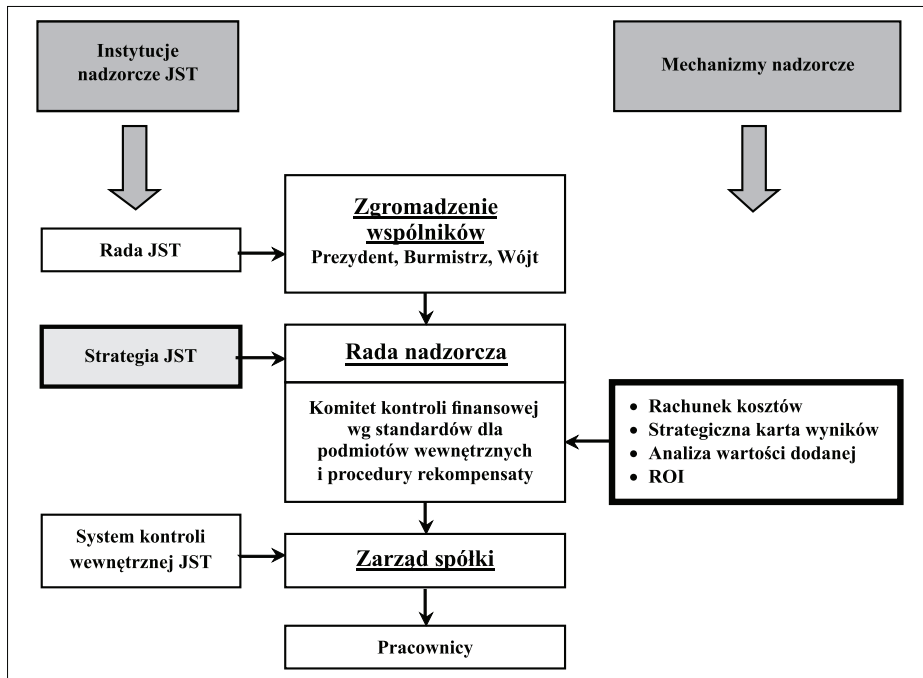 Instytucje
nadzorcze JST
Mechanizmy nadzorcze
Zgromadzenie
wspólników
Prezydent, Burmistrz, Wójt
Rada JST
Strategia JST
Rada nadzorcza
Komitet kontroli finansowej
wg standardów dla
podmiotów wewnętrznych
i procedury rekompensaty
• Rachunek kosztów
• Strategiczna karta wyników
• Analiza wartości dodanej
• ROI
System kontroli
wewnętrznej JST
Zarząd spółki
Pracownicy